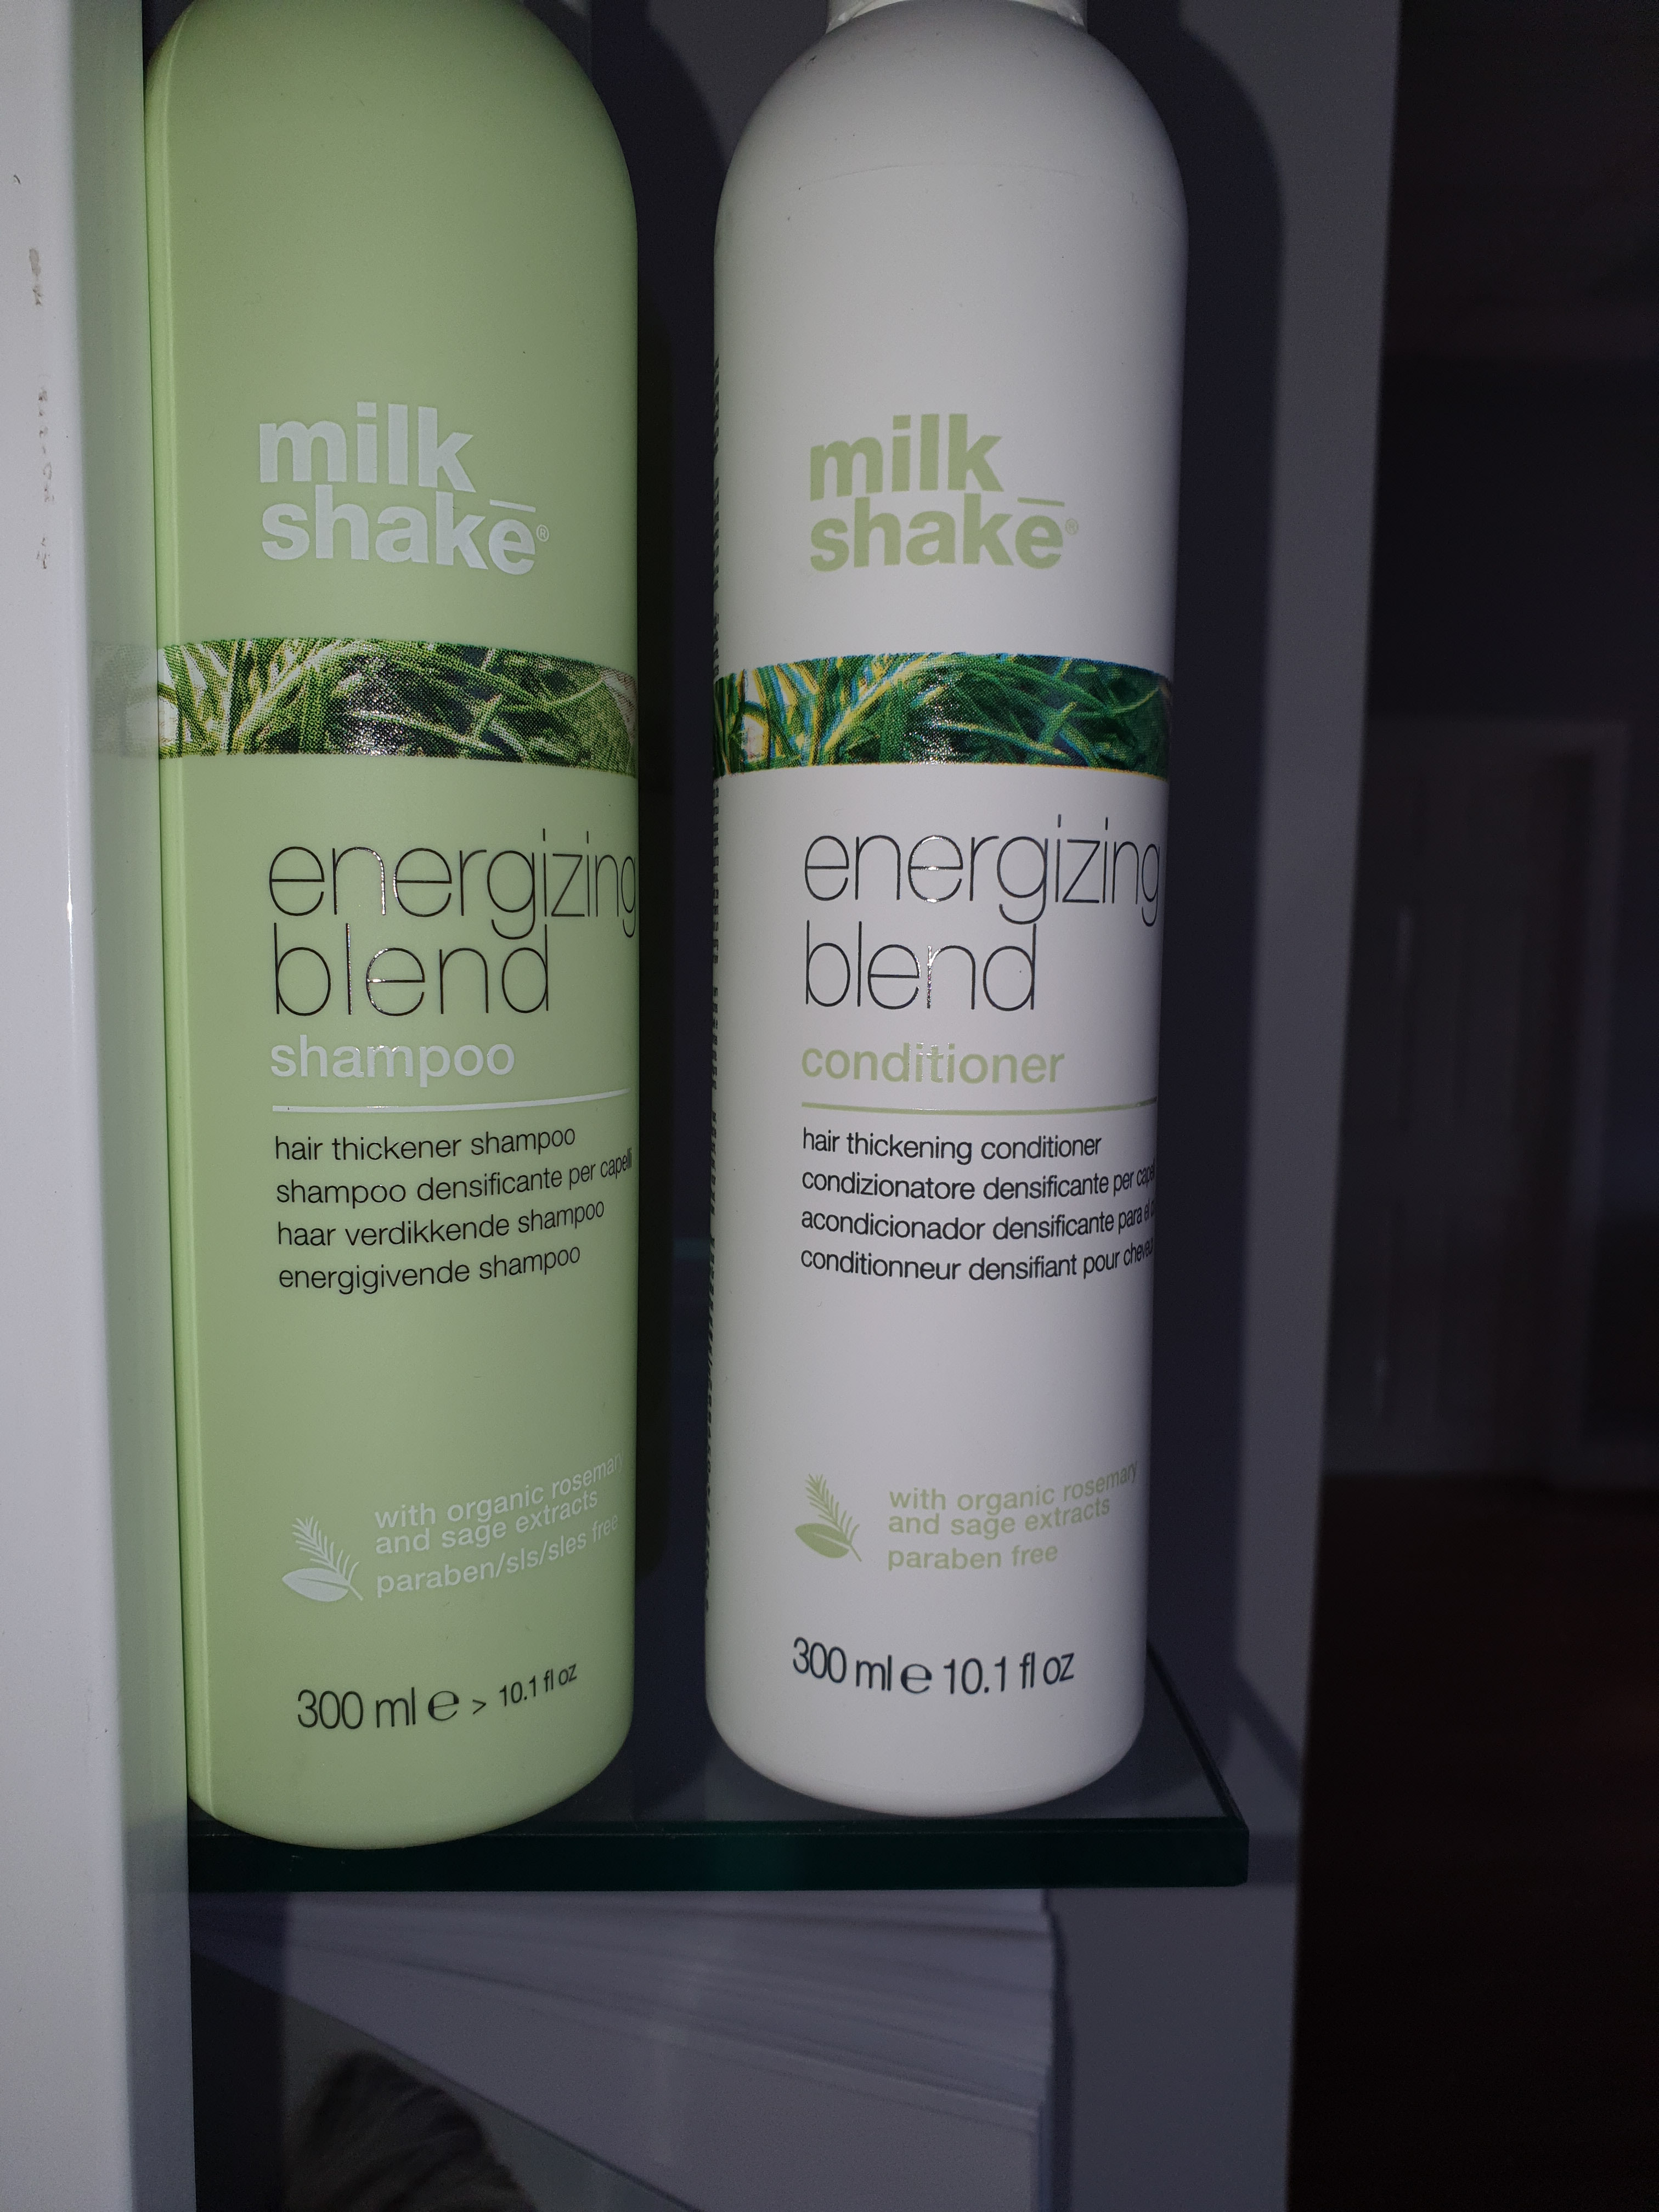 milk
shake®
energizing
blend
shampoo
hair thickener shampoo
shampoo densificante per capelli
haar verdikkende shampoo
energigivende shampoo
with organic rosemary
and sage extracts
paraben/sls/sles free
300 ml e > 10.1 fl oz
milk
shake®
energizing
blend
conditioner
hair thickening conditioner
condizionatore densificante per
acondicionador densificante para el
conditionneur densifiant pour
with organic rosemary
and sage extracts
paraben free
300 ml e 10.1 fl oz